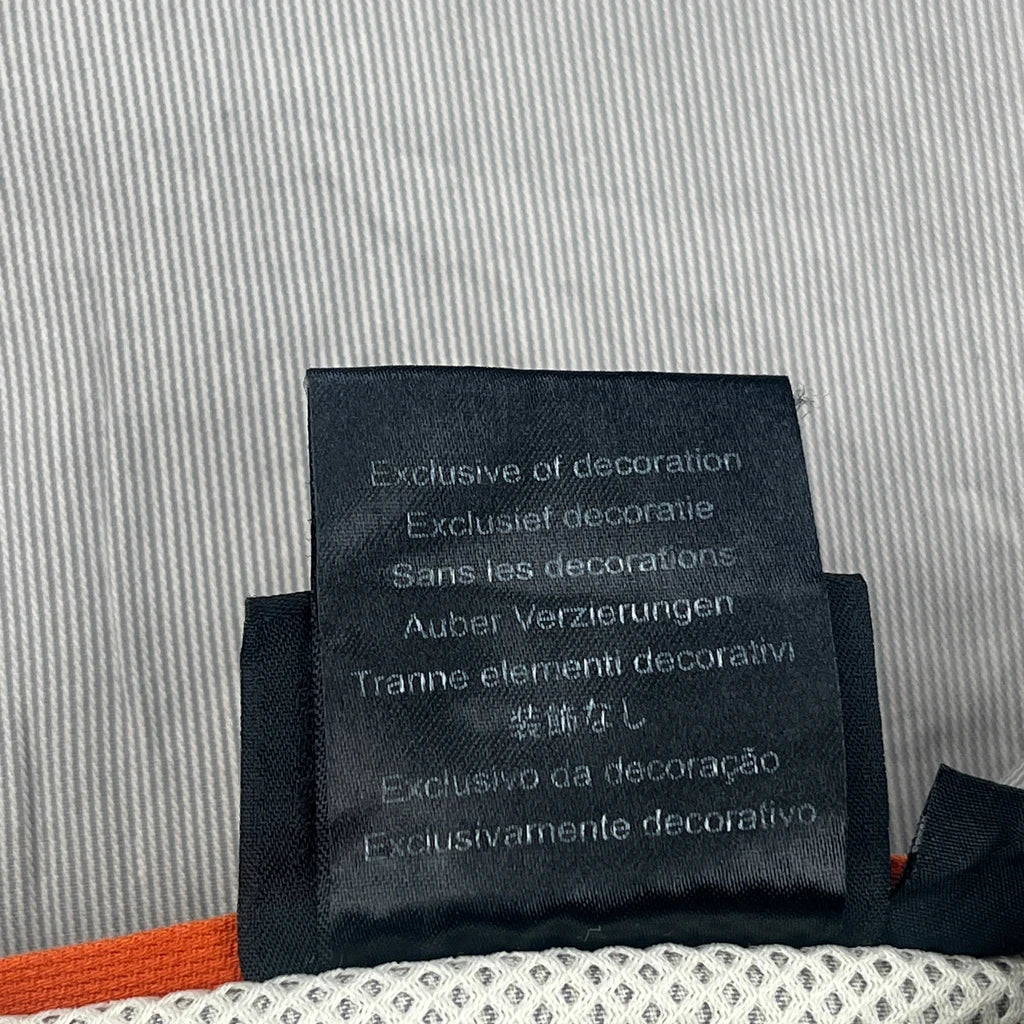 Exclusive of decoration
Exclusief decoratie
Sans les decorations
Auber Verzierungen
Tranne elementi decorativi
装飾なし
Exclusivo da decoração
Exclusivamente decorativo